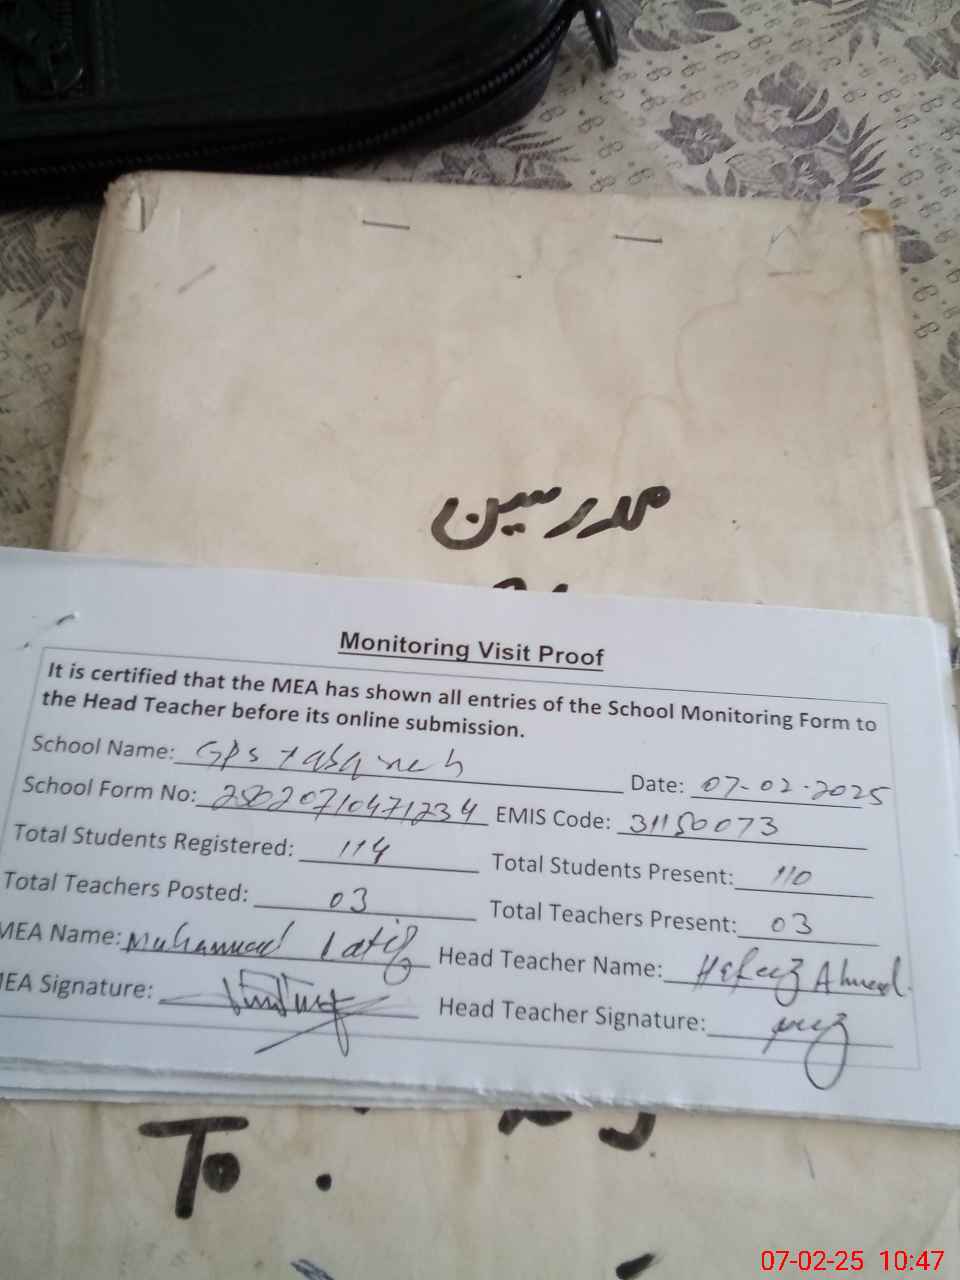 مدرسین
Monitoring Visit Proof
It is certified that the MEA has shown all entries of the School Monitoring Form to
the Head Teacher before its online submission.
School Name: GPS Date: 07-02-2025
School Form No: 25020710471234 EMIS Code: 31150073
Total Students Registered: 114 Total Students Present: 110
Total Teachers Posted: 03 Total Teachers Present: 03
MEA Name: Muhammad Latif Head Teacher Name: Hafeez Ahmed
MEA Signature: Head Teacher Signature:
To .
07-02-25 10:47